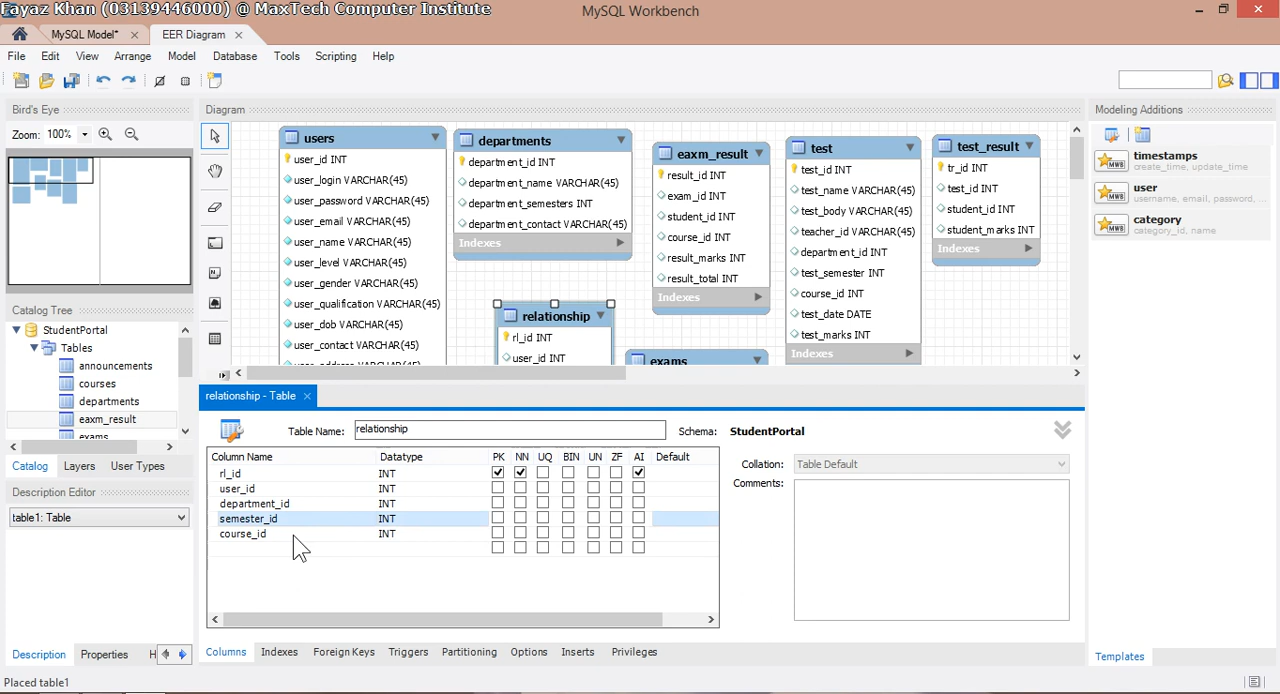 Fayaz Khan (03139446000) @ MaxTech Computer Institute
MySQL Workbench
MySQL Model* ×
EER Diagram ×
File Edit View Arrange Model Database Tools Scripting Help
Bird's Eye
Zoom: 100%
Catalog Tree
StudentPortal
Tables
announcements
courses
departments
eaxm_result
exams
Catalog Layers User Types
Description Editor
table1: Table
Description Properties H
Diagram
users
user_id INT
user_login VARCHAR(45)
user_password VARCHAR(45)
user_email VARCHAR(45)
user_name VARCHAR(45)
user_level VARCHAR(45)
user_gender VARCHAR(45)
user_qualification VARCHAR(45)
user_dob VARCHAR(45)
user_contact VARCHAR(45)
departments
department_id INT
department_name VARCHAR(45)
department_semesters INT
department_contact VARCHAR(45)
Indexes
relationship
rl_id INT
user_id INT
eaxm_result
result_id INT
exam_id INT
student_id INT
course_id INT
result_marks INT
result_total INT
Indexes
exams
test
test_id INT
test_name VARCHAR(45)
test_body VARCHAR(45)
teacher_id VARCHAR(45)
department_id INT
test_semester INT
course_id INT
test_date DATE
test_marks INT
Indexes
test_result
tr_id INT
test_id INT
student_id INT
student_marks INT
Indexes
relationship - Table ×
Table Name: relationship
Schema: StudentPortal
Column Name Datatype PK NN UQ BIN UN ZF AI Default
rl_id INT
user_id INT
department_id INT
semester_id INT
course_id INT
Collation: Table Default
Comments:
Columns Indexes Foreign Keys Triggers Partitioning Options Inserts Privileges
Modeling Additions
timestamps
create_time, update_time
user
username, email, password, ...
category
category_id, name
Templates
Placed table1